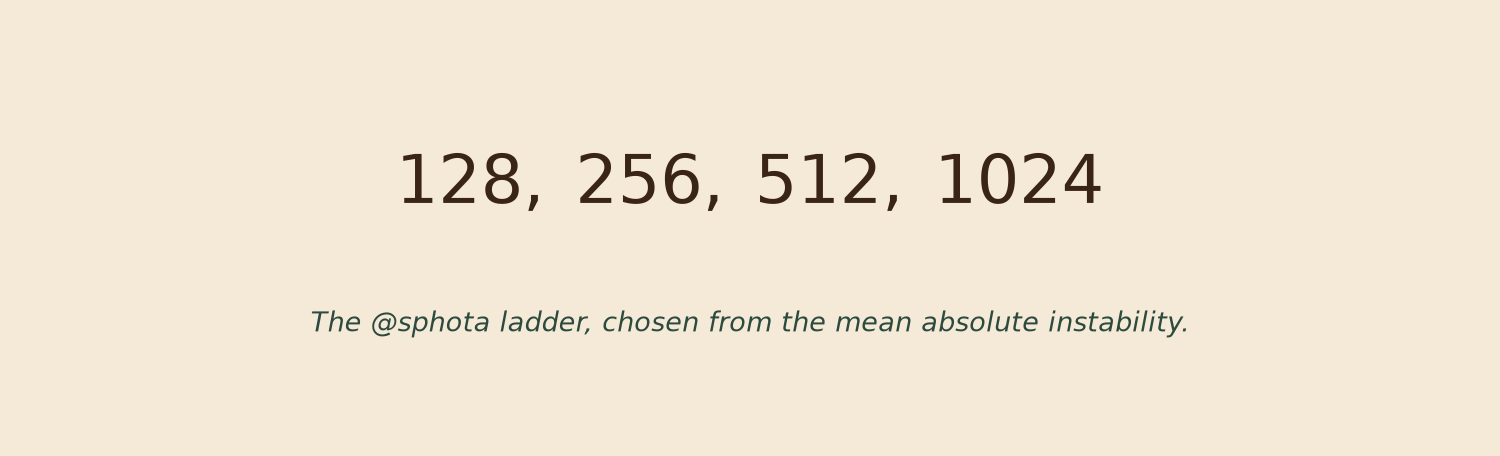 128, 256, 512, 1024
The @sphota ladder, chosen from the mean absolute instability.